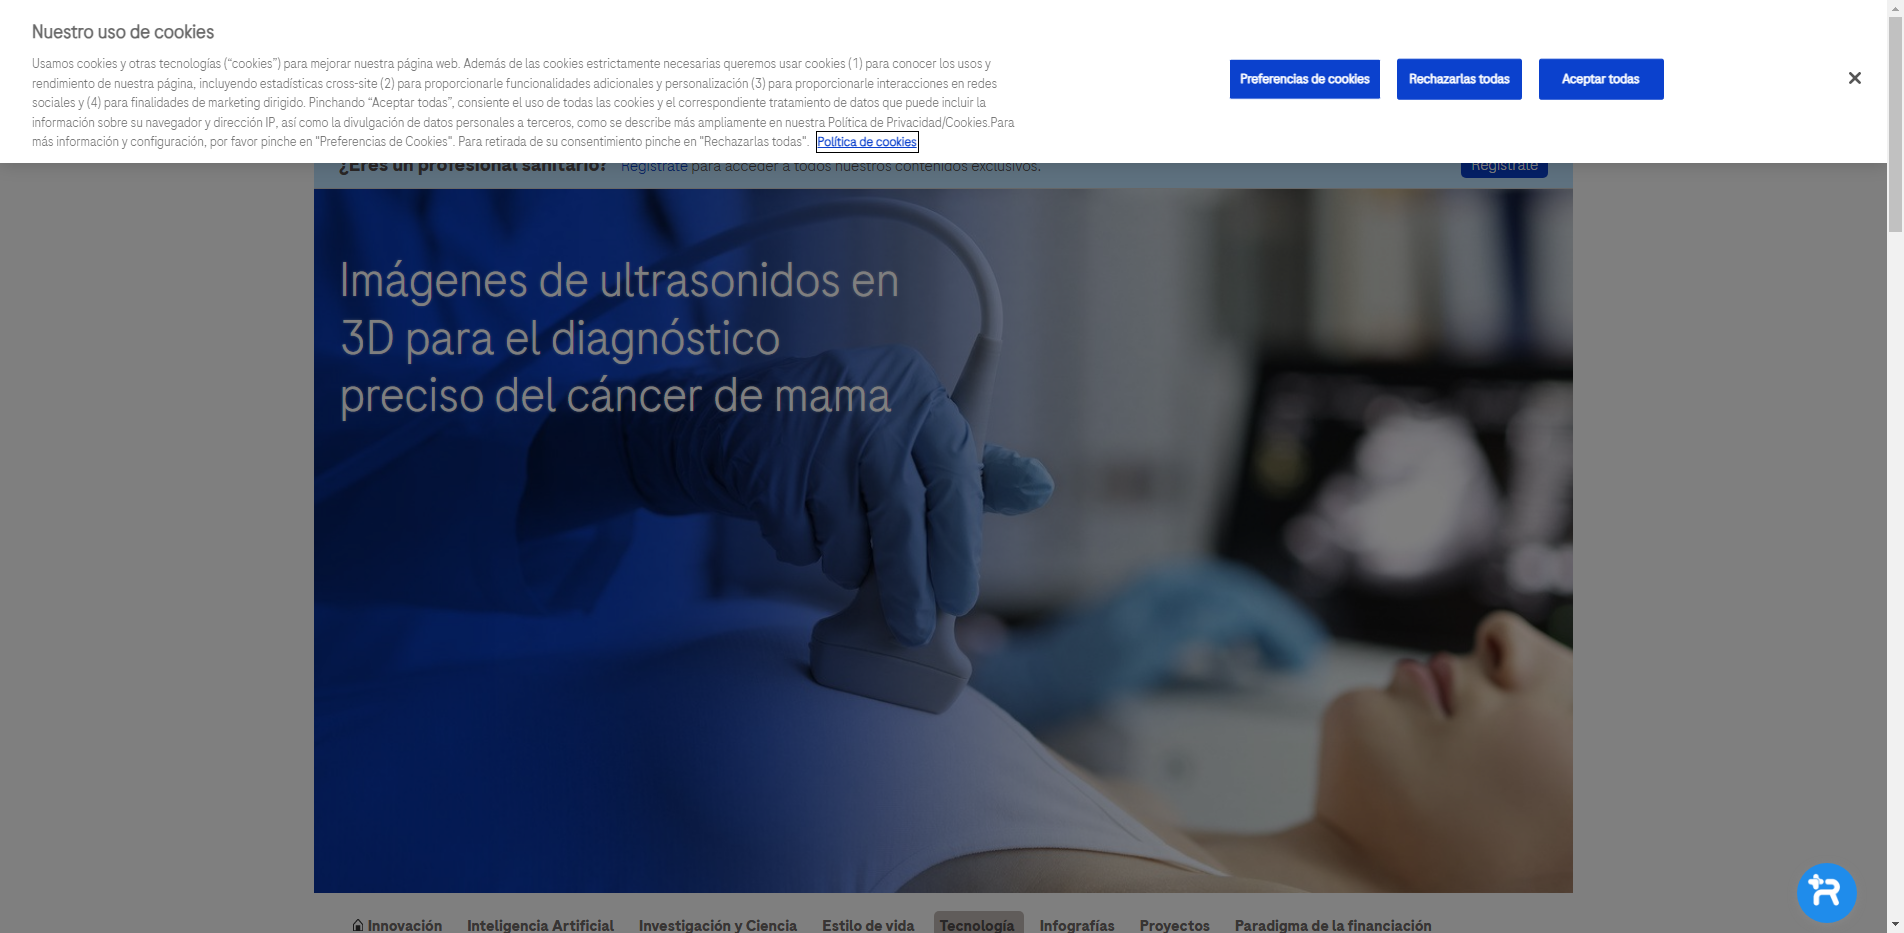 Nuestro uso de cookies
Usamos cookies y otras tecnologías (“cookies”) para mejorar nuestra página web. Además de las cookies estrictamente necesarias queremos usar cookies (1) para conocer los usos y
rendimiento de nuestra página, incluyendo estadísticas cross-site (2) para proporcionarle funcionalidades adicionales y personalización (3) para proporcionarle interacciones en redes
sociales y (4) para finalidades de marketing dirigido. Pinchando “Aceptar todas”, consiente el uso de todas las cookies y el correspondiente tratamiento de datos que puede incluir la
información sobre su navegador y dirección IP, así como la divulgación de datos personales a terceros, como se describe más ampliamente en nuestra Política de Privacidad/Cookies.Para
más información y configuración, por favor pinche en "Preferencias de Cookies". Para retirada de su consentimiento pinche en "Rechazarlas todas". Política de cookies
Preferencias de cookies
Rechazarlas todas
Aceptar todas
¿Eres un profesional sanitario? Regístrate para acceder a todos nuestros contenidos exclusivos.
Regístrate
Imágenes de ultrasonidos en
3D para el diagnóstico
preciso del cáncer de mama
Innovación Inteligencia Artificial Investigación y Ciencia Estilo de vida Tecnología Infografías Proyectos Paradigma de la financiación